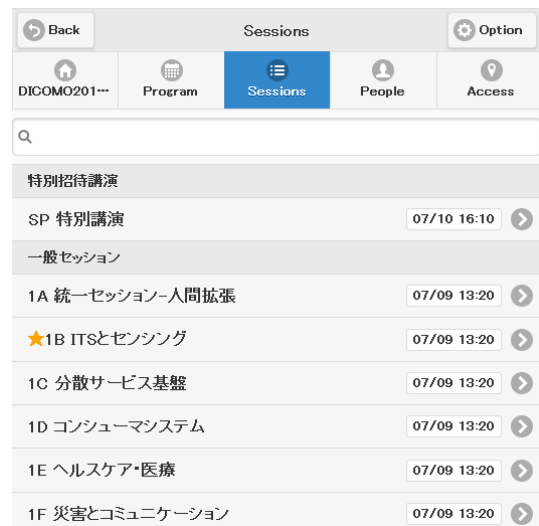 Back Sessions Option
DICOMO201… Program Sessions People Access
特別招待講演
SP 特別講演 07/10 16:10
一般セッション
1A 統一セッション-人間拡張 07/09 13:20
★1B ITSとセンシング 07/09 13:20
1C 分散サービス基盤 07/09 13:20
1D コンシューマシステム 07/09 13:20
1E ヘルスケア・医療 07/09 13:20
1F 災害とコミュニケーション 07/09 13:20